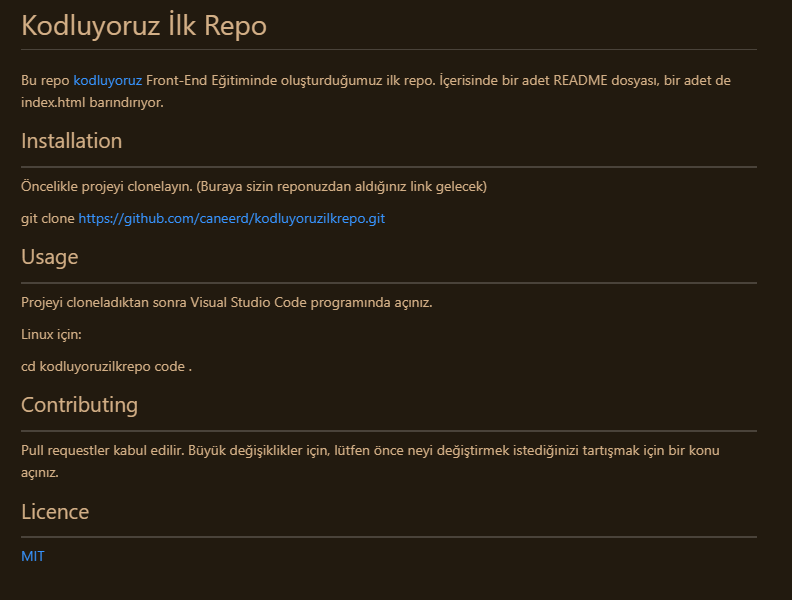 Kodluyoruz İlk Repo
Bu repo kodluyoruz Front-End Eğitiminde oluşturduğumuz ilk repo. İçerisinde bir adet README dosyası, bir adet de
index.html barındırıyor.
Installation
Öncelikle projeyi clonelayın. (Buraya sizin reponuzdan aldığınız link gelecek)
git clone https://github.com/caneerd/kodluyoruzilkrepo.git
Usage
Projeyi cloneladıktan sonra Visual Studio Code programında açınız.
Linux için:
cd kodluyoruzilkrepo code .
Contributing
Pull requestler kabul edilir. Büyük değişiklikler için, lütfen önce neyi değiştirmek istediğinizi tartışmak için bir konu
açınız.
Licence
MIT